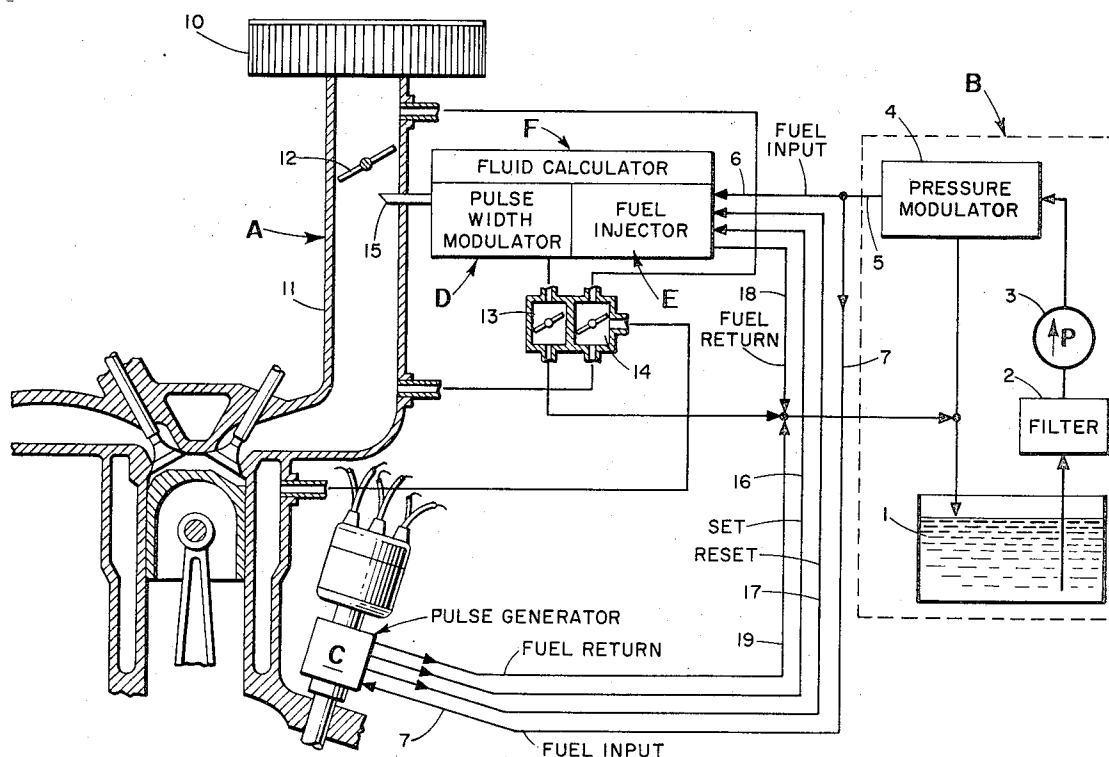 10
B
4
F
FUEL
INPUT
12
FLUID CALCULATOR
6
PRESSURE
MODULATOR
PULSE
WIDTH
MODULATOR
FUEL
INJECTOR
15
5
A
D
E
3
P
11
13
18
FUEL
RETURN
7
14
2
FILTER
16
1
SET
RESET
17
PULSE GENERATOR
19
C
FUEL RETURN
7
FUEL INPUT